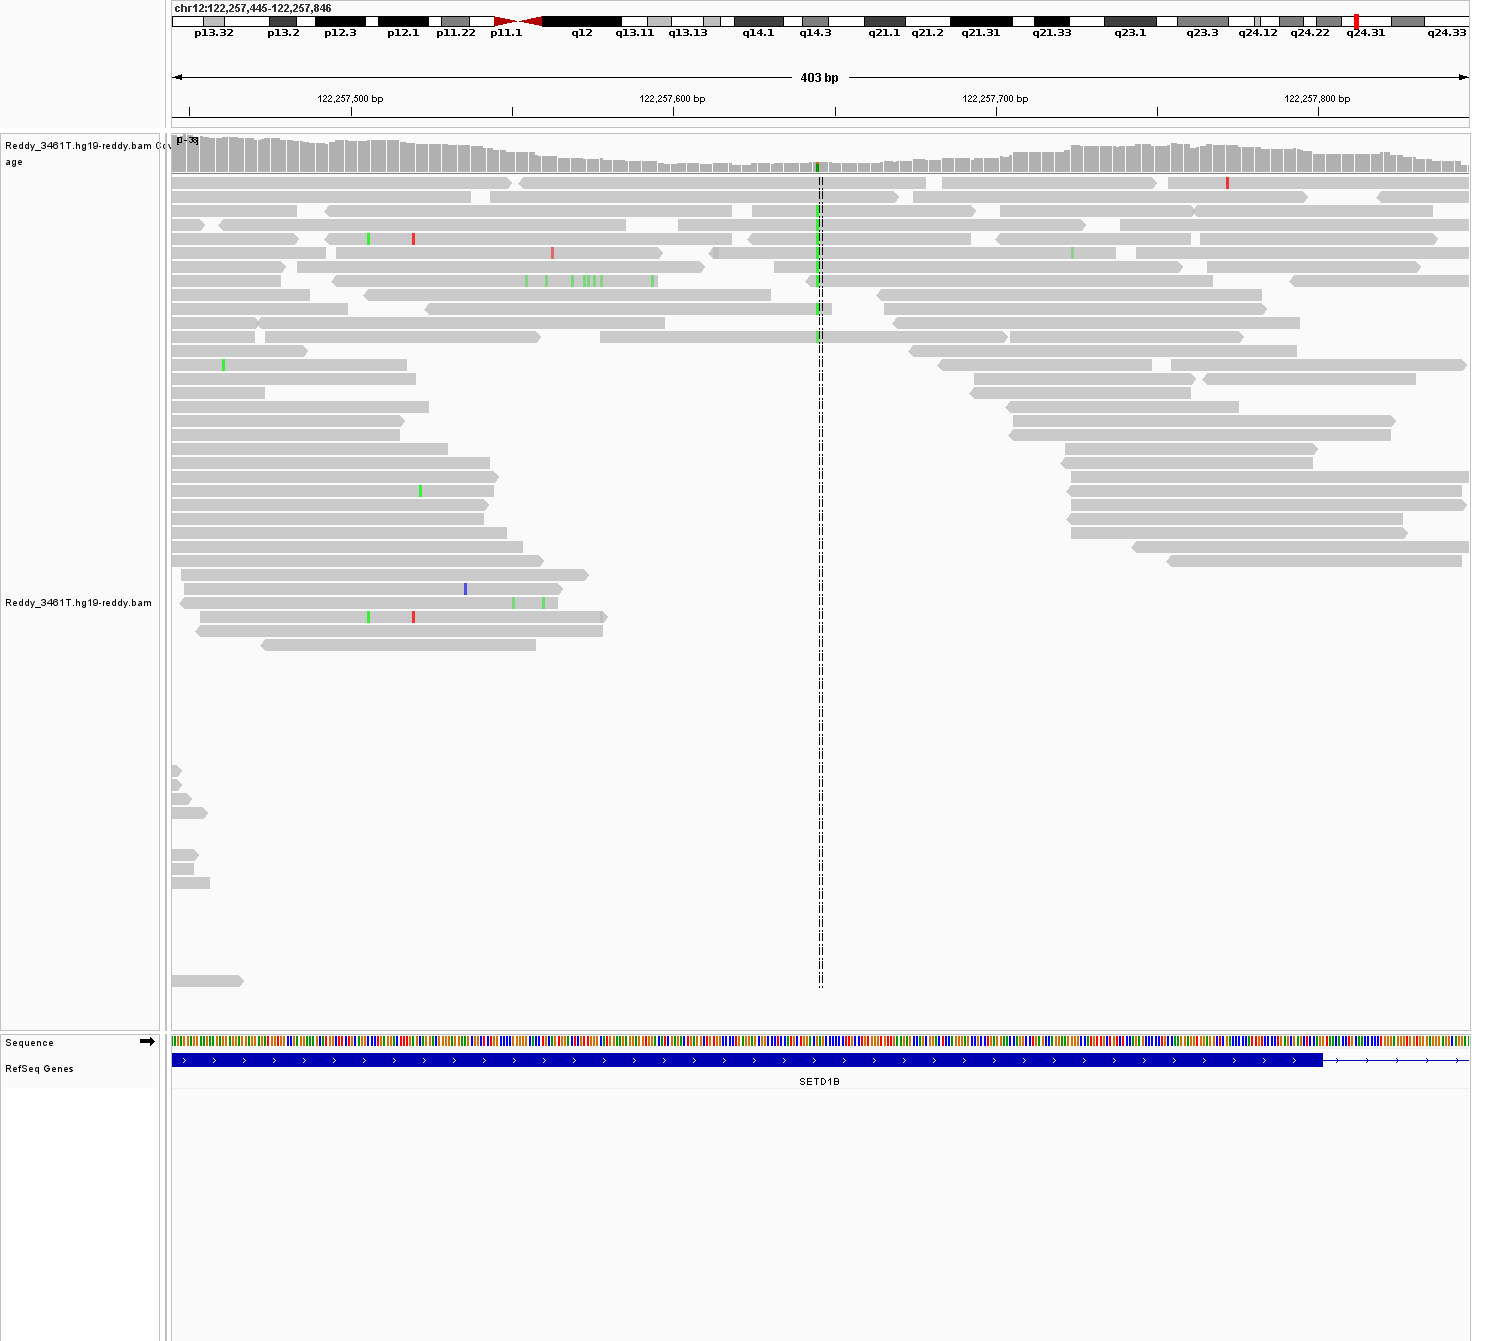 chr12:122,257,445-122,257,846
p13.32 p13.2 p12.3 p12.1 p11.22 p11.1 q12 q13.11 q13.13 q14.1 q14.3 q21.1 q21.2 q21.31 q21.33 q23.1 q23.3 q24.12 q24.22 q24.31 q24.33
403 bp
122,257,500 bp 122,257,600 bp 122,257,700 bp 122,257,800 bp
Reddy_3461T.hg19-reddy.bam Cov
age
Reddy_3461T.hg19-reddy.bam
Sequence
RefSeq Genes
SETD1B